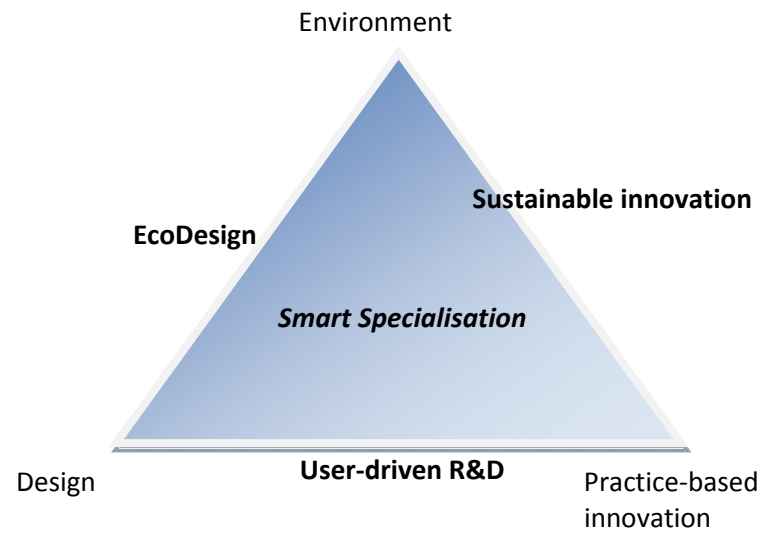 Environment
Sustainable innovation
EcoDesign
Smart Specialisation
User-driven R&D
Design
Practice-based
innovation